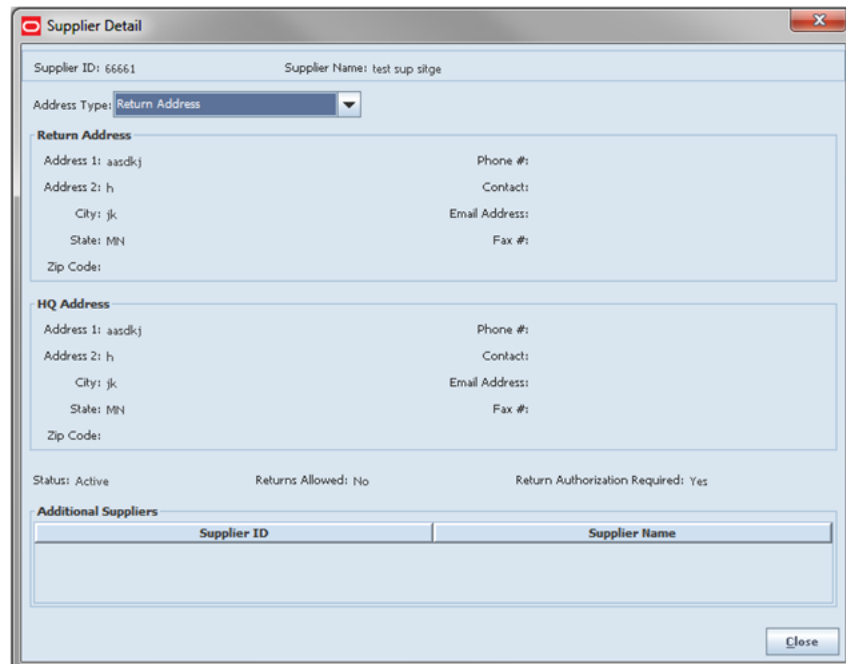 Supplier Detail
Supplier ID: 66661 Supplier Name: test sup sitge
Address Type: Return Address
Return Address
Address 1: aasdkj Phone #:
Address 2: h Contact:
City: jk Email Address:
State: MN Fax #:
Zip Code:
HQ Address
Address 1: aasdkj Phone #:
Address 2: h Contact:
City: jk Email Address:
State: MN Fax #:
Zip Code:
Status: Active Returns Allowed: No Return Authorization Required: Yes
Additional Suppliers
Supplier ID Supplier Name
Close